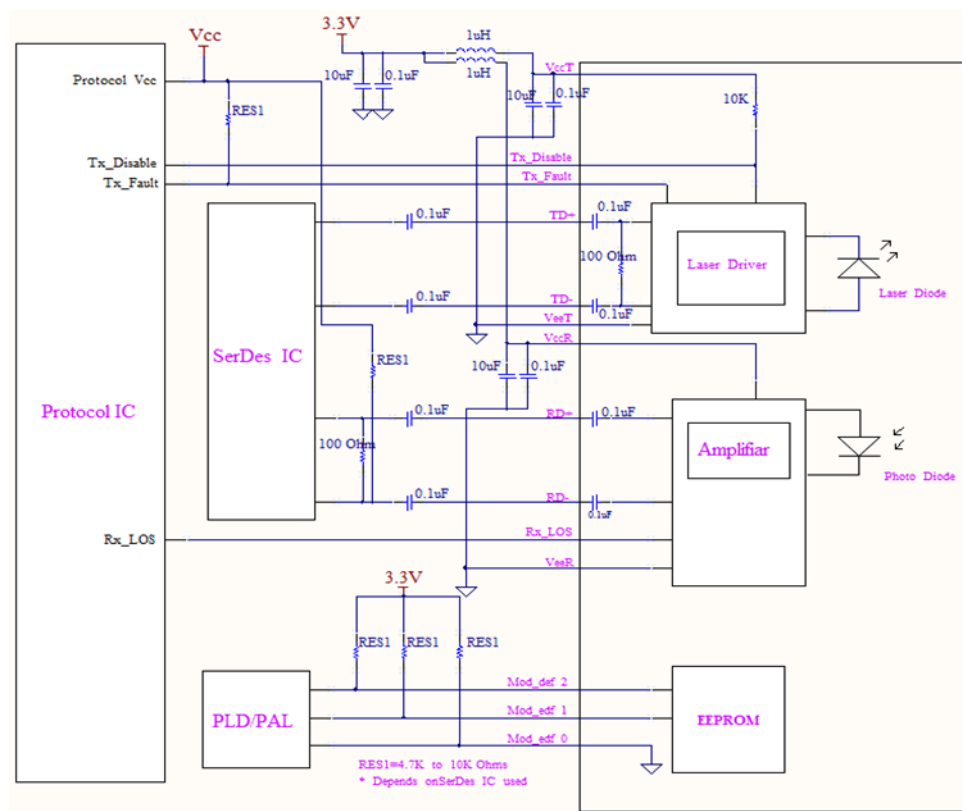 Vcc
3.3V
1uH
1uH
Protocol Vcc
10uF
0.1uF
VccT
10uF
0.1uF
10K
RES1
Tx_Disable
Tx_Disable
Tx_Fault
Tx_Fault
0.1uF
TD+
0.1uF
100 Ohm
Laser Driver
Laser Diode
0.1uF
TD-
0.1uF
VeeT
VccR
SerDes IC
RES1
10uF
0.1uF
Protocol IC
0.1uF
RD+
0.1uF
100 Ohm
Amplifiar
Photo Diode
0.1uF
RD-
0.1uF
Rx_LOS
Rx_LOS
VeeR
3.3V
RES1
RES1
RES1
Mod_def 2
PLD/PAL
Mod_edf 1
EEPROM
Mod_edf 0
RES1=4.7K to 10K Ohms
* Depends onSerDes IC used